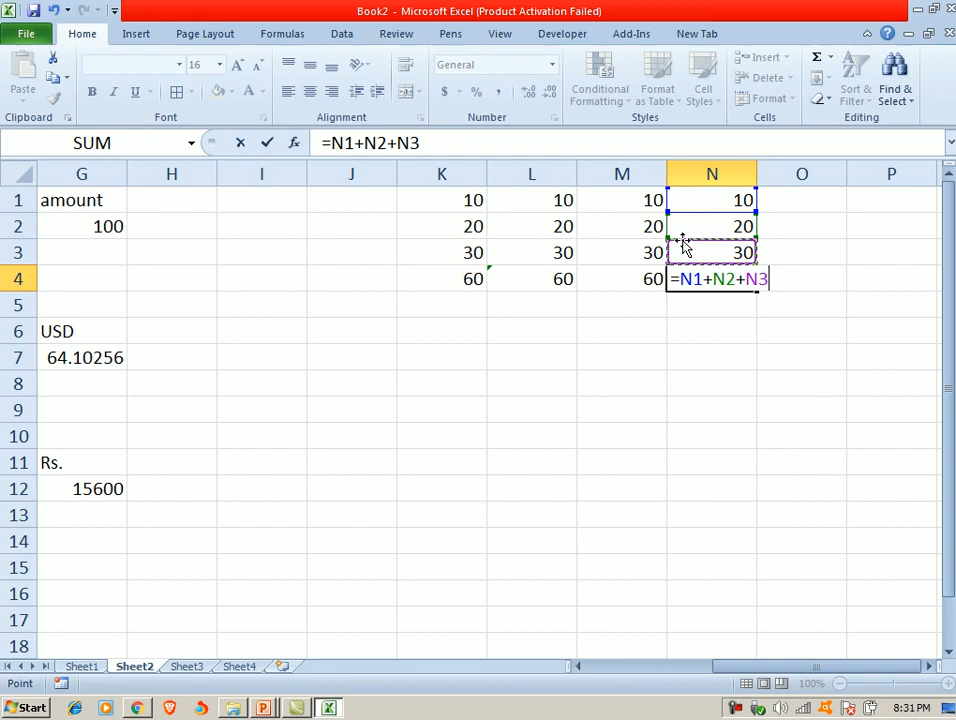 Book2 - Microsoft Excel (Product Activation Failed)
File Home Insert Page Layout Formulas Data Review Pens View Developer Add-Ins New Tab
16 General Insert
Delete
Format
Paste B I U $ % , Conditional Formatting Format as Table Cell Styles Σ Sort & Filter Find & Select
Clipboard Font Alignment Number Styles Cells Editing
SUM fx =N1+N2+N3
G H I J K L M N O P
1 amount 10 10 10 10
2 100 20 20 20 20
3 30 30 30 30
4 60 60 60 =N1+N2+N3
5
6 USD
7 64.10256
8
9
10
11 Rs.
12 15600
13
14
15
16
17
18
Sheet1 Sheet2 Sheet3 Sheet4
Point 100%
Start 8:31 PM